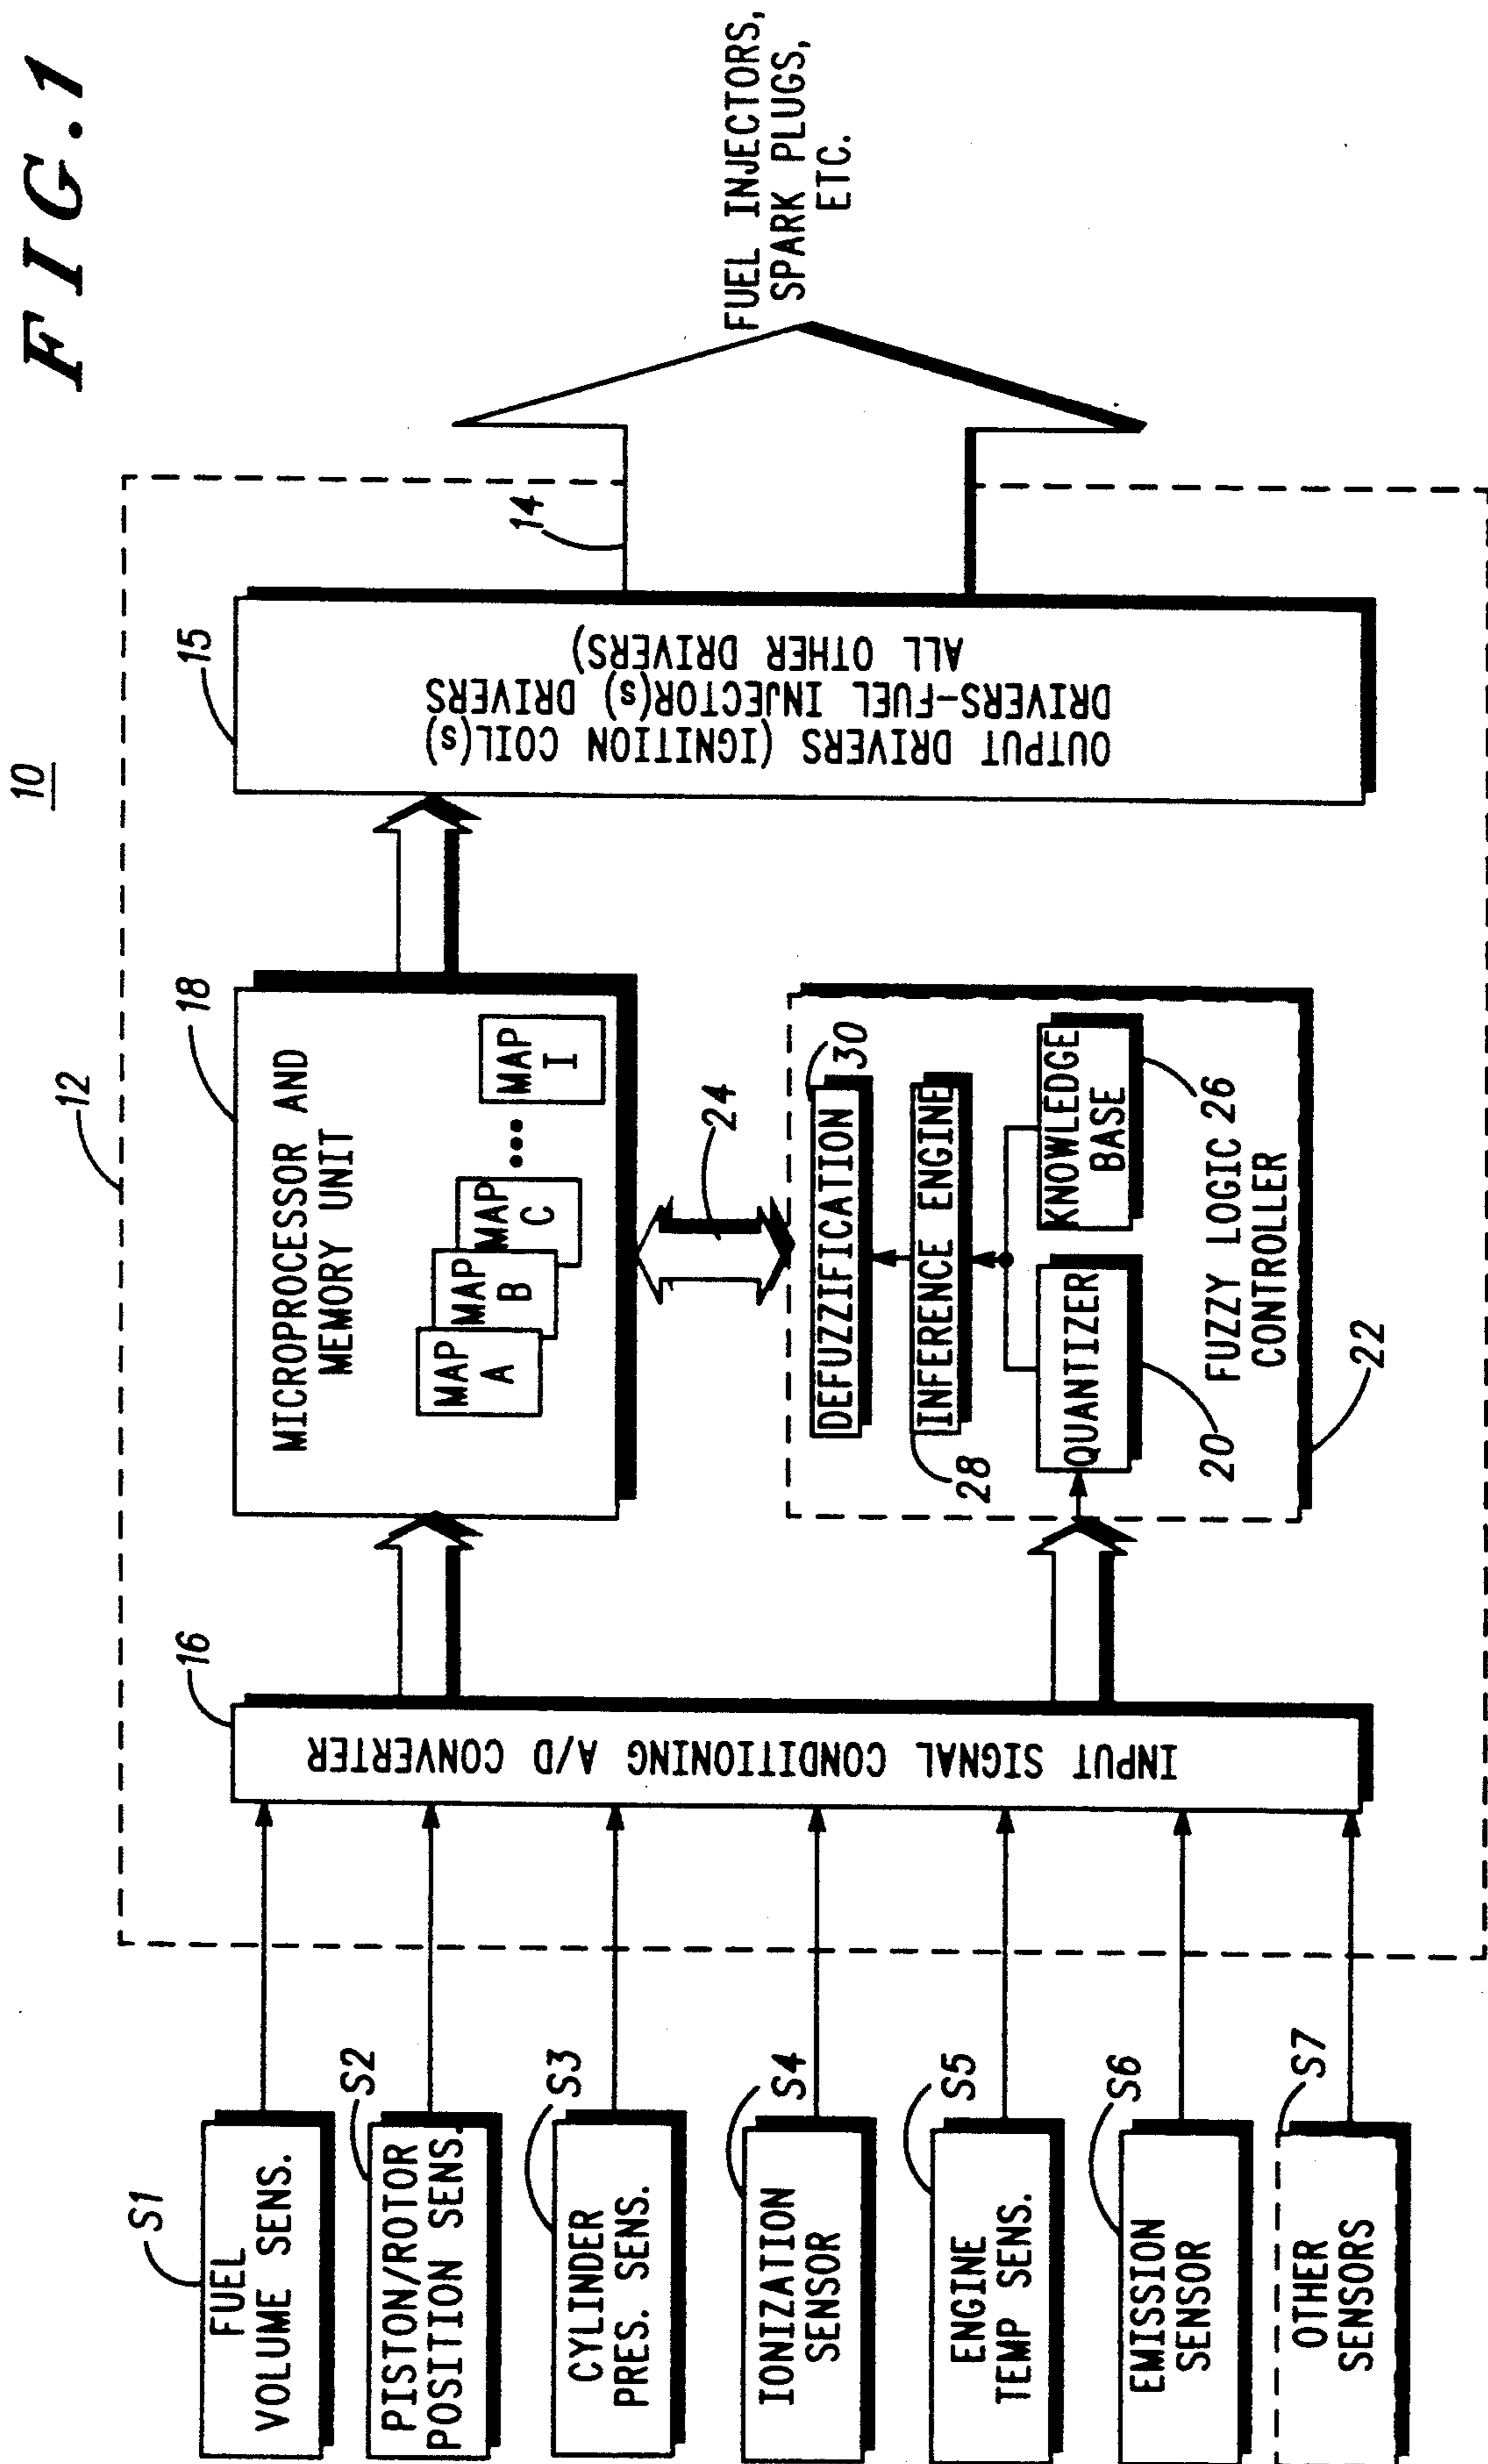 FIG.1
10
12
S1
FUEL
VOLUME SENS.
S2
PISTON/ROTOR
POSITION SENS.
S3
CYLINDER
PRES. SENS.
S4
IONIZATION
SENSOR
S5
ENGINE
TEMP SENS.
S6
EMISSION
SENSOR
S7
OTHER
SENSORS
16
INPUT SIGNAL CONDITIONING A/D CONVERTER
18
MICROPROCESSOR AND
MEMORY UNIT
MAP
A
MAP
B
MAP
C
•••
MAP
I
24
DEFUZZIFICATION
30
INFERENCE ENGINE
28
QUANTIZER
20
KNOWLEDGE
BASE
26
FUZZY LOGIC
CONTROLLER
22
15
OUTPUT DRIVERS (IGNITION COIL(s)
DRIVERS-FUEL INJECTOR(s) DRIVERS
ALL OTHER DRIVERS)
14
FUEL INJECTORS,
SPARK PLUGS,
ETC.